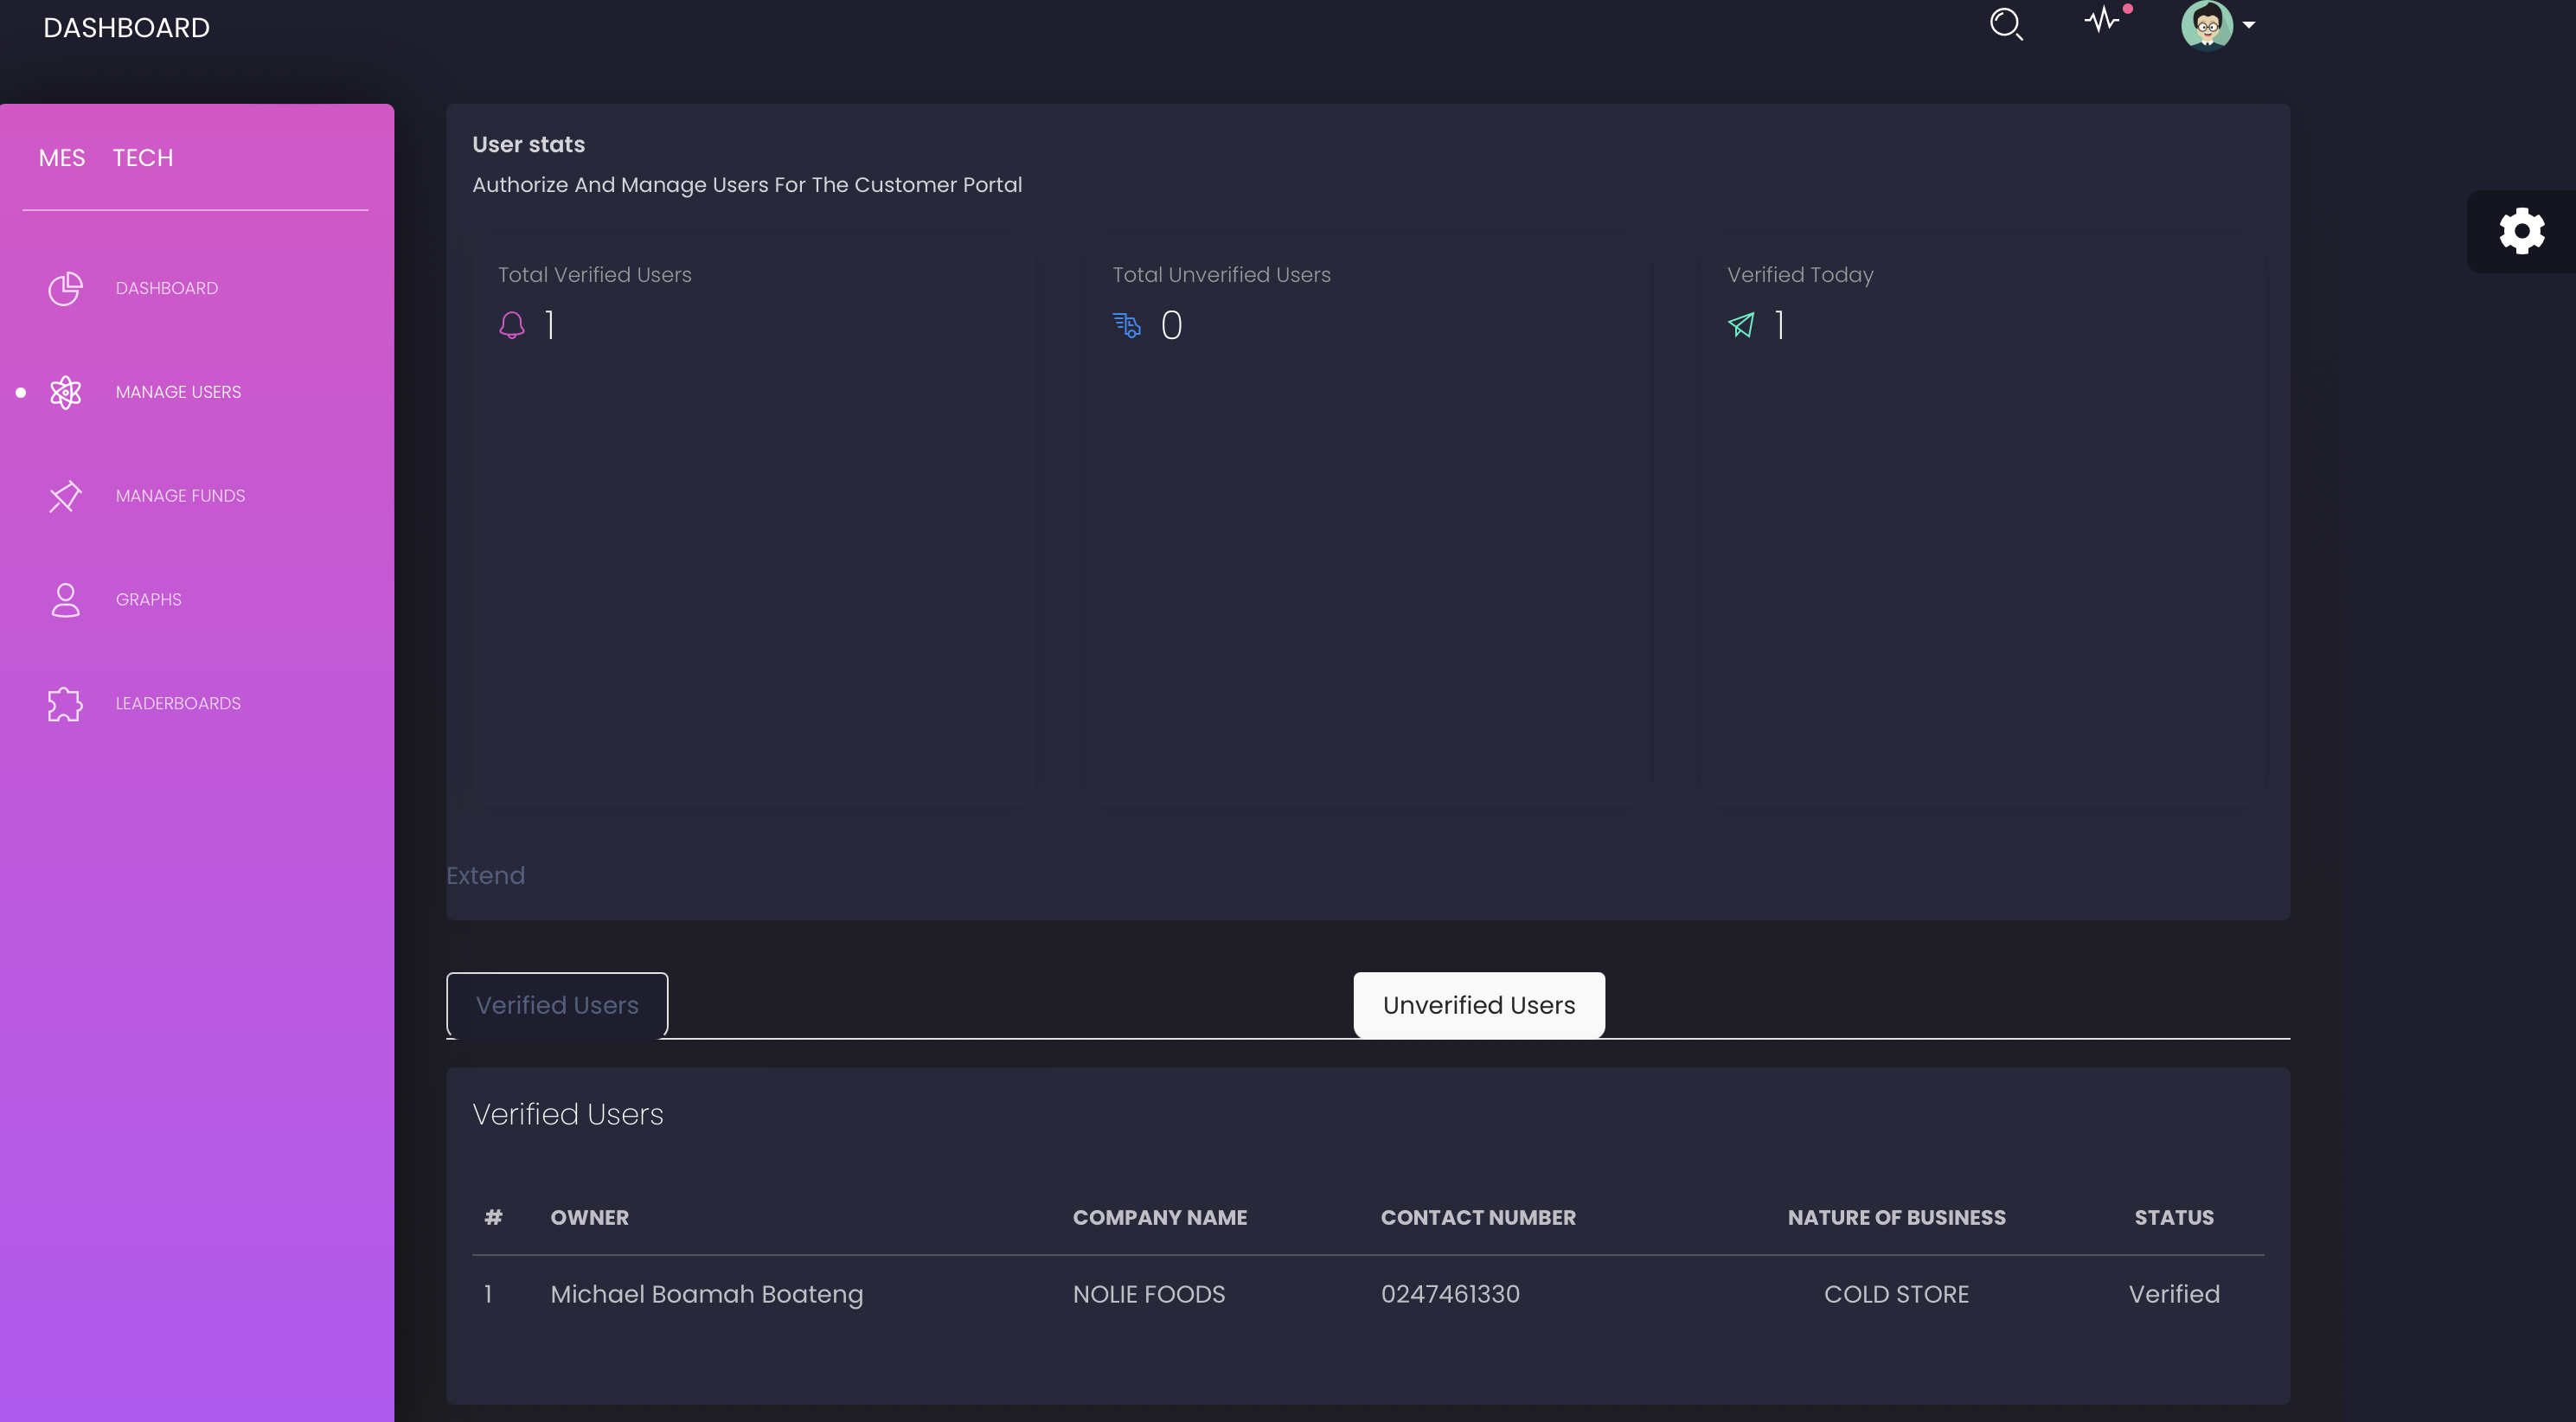 DASHBOARD
MES TECH
DASHBOARD
MANAGE USERS
MANAGE FUNDS
GRAPHS
LEADERBOARDS
User stats
Authorize And Manage Users For The Customer Portal
Total Verified Users
1
Total Unverified Users
0
Verified Today
1
Extend
Verified Users
Unverified Users
Verified Users
# OWNER COMPANY NAME CONTACT NUMBER NATURE OF BUSINESS STATUS
1 Michael Boamah Boateng NOLIE FOODS 0247461330 COLD STORE Verified